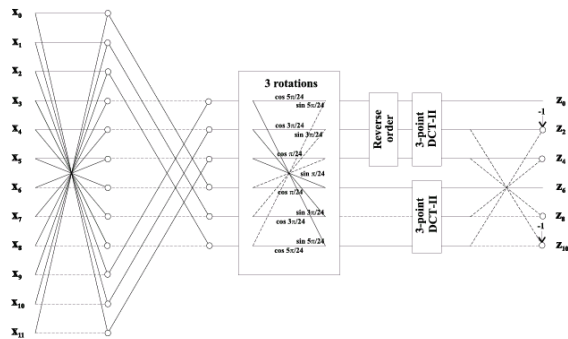 X0
X1
X2
X3
X4
X5
X6
X7
X8
X9
X10
X11
3 rotations
cos 5π/24
sin 5π/24
cos 3π/24
sin 3π/24
cos π/24
sin π/24
cos π/24
sin 3π/24
cos 3π/24
sin 5π/24
cos 5π/24
Reverse
order
3-point
DCT-II
3-point
DCT-II
Z0
-1
Z2
Z4
Z6
Z8
-1
Z10